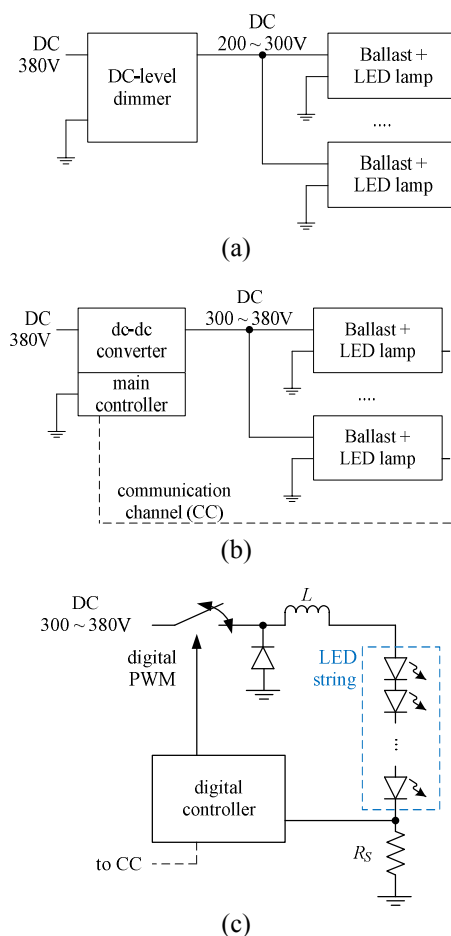 DC
380V
DC-level
dimmer
DC
200 ~ 300V
Ballast +
LED lamp
....
Ballast +
LED lamp
(a)
DC
380V
dc-dc
converter
main
controller
DC
300 ~ 380V
Ballast +
LED lamp
....
Ballast +
LED lamp
communication
channel (CC)
(b)
DC
300 ~ 380V
digital
PWM
L
LED
string
...
digital
controller
to CC
RS
(c)